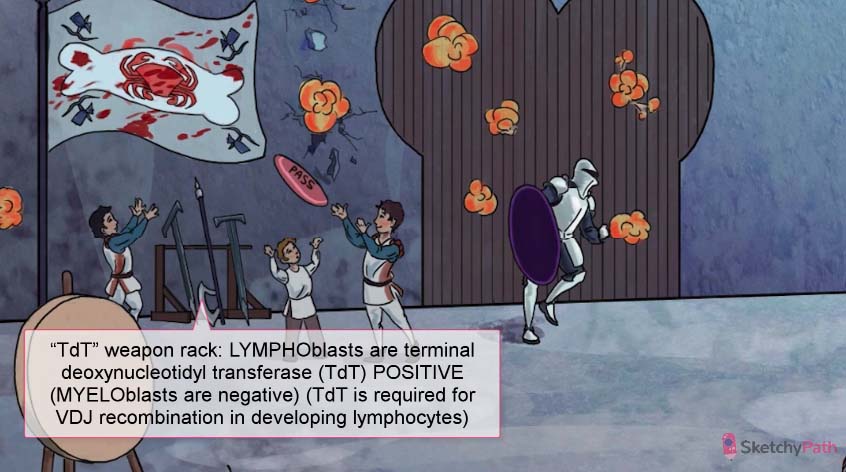 PASS
“TdT” weapon rack: LYMPHOblasts are terminal
deoxynucleotidyl transferase (TdT) POSITIVE
(MYELOblasts are negative) (TdT is required for
VDJ recombination in developing lymphocytes)
SketchyPath